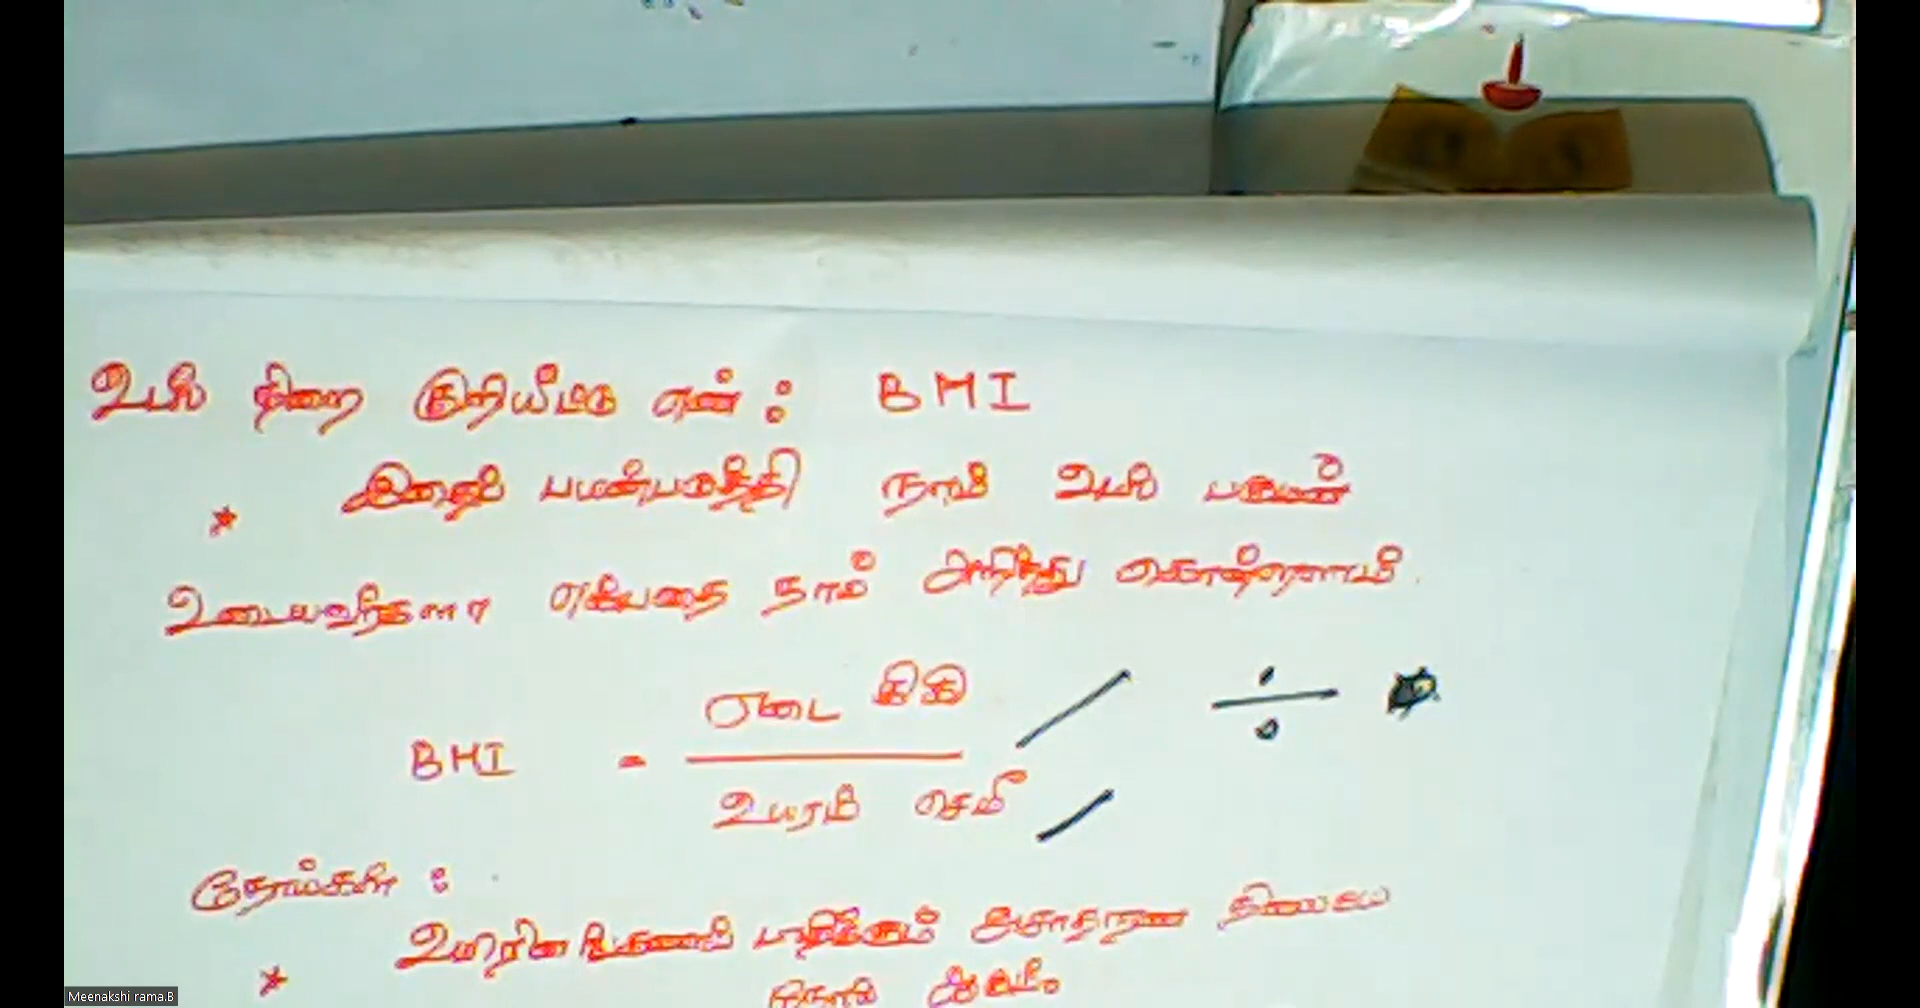 உடல் நிறை குறியீட்டு எண் : BMI
* இதைப் பயன்படுத்தி நாம் உடல் பருமன்
உடையவர்களா என்பதை நாம் அறிந்து கொள்ளலாம்.
எடை கிகி
BMI =
உயரம் செமீ
÷
நோய்கள் :
* உயிரினங்களைப் பாதிக்கும் அசாதாரண நிலையே
நோய் ஆகும்.
Meenakshi rama.B